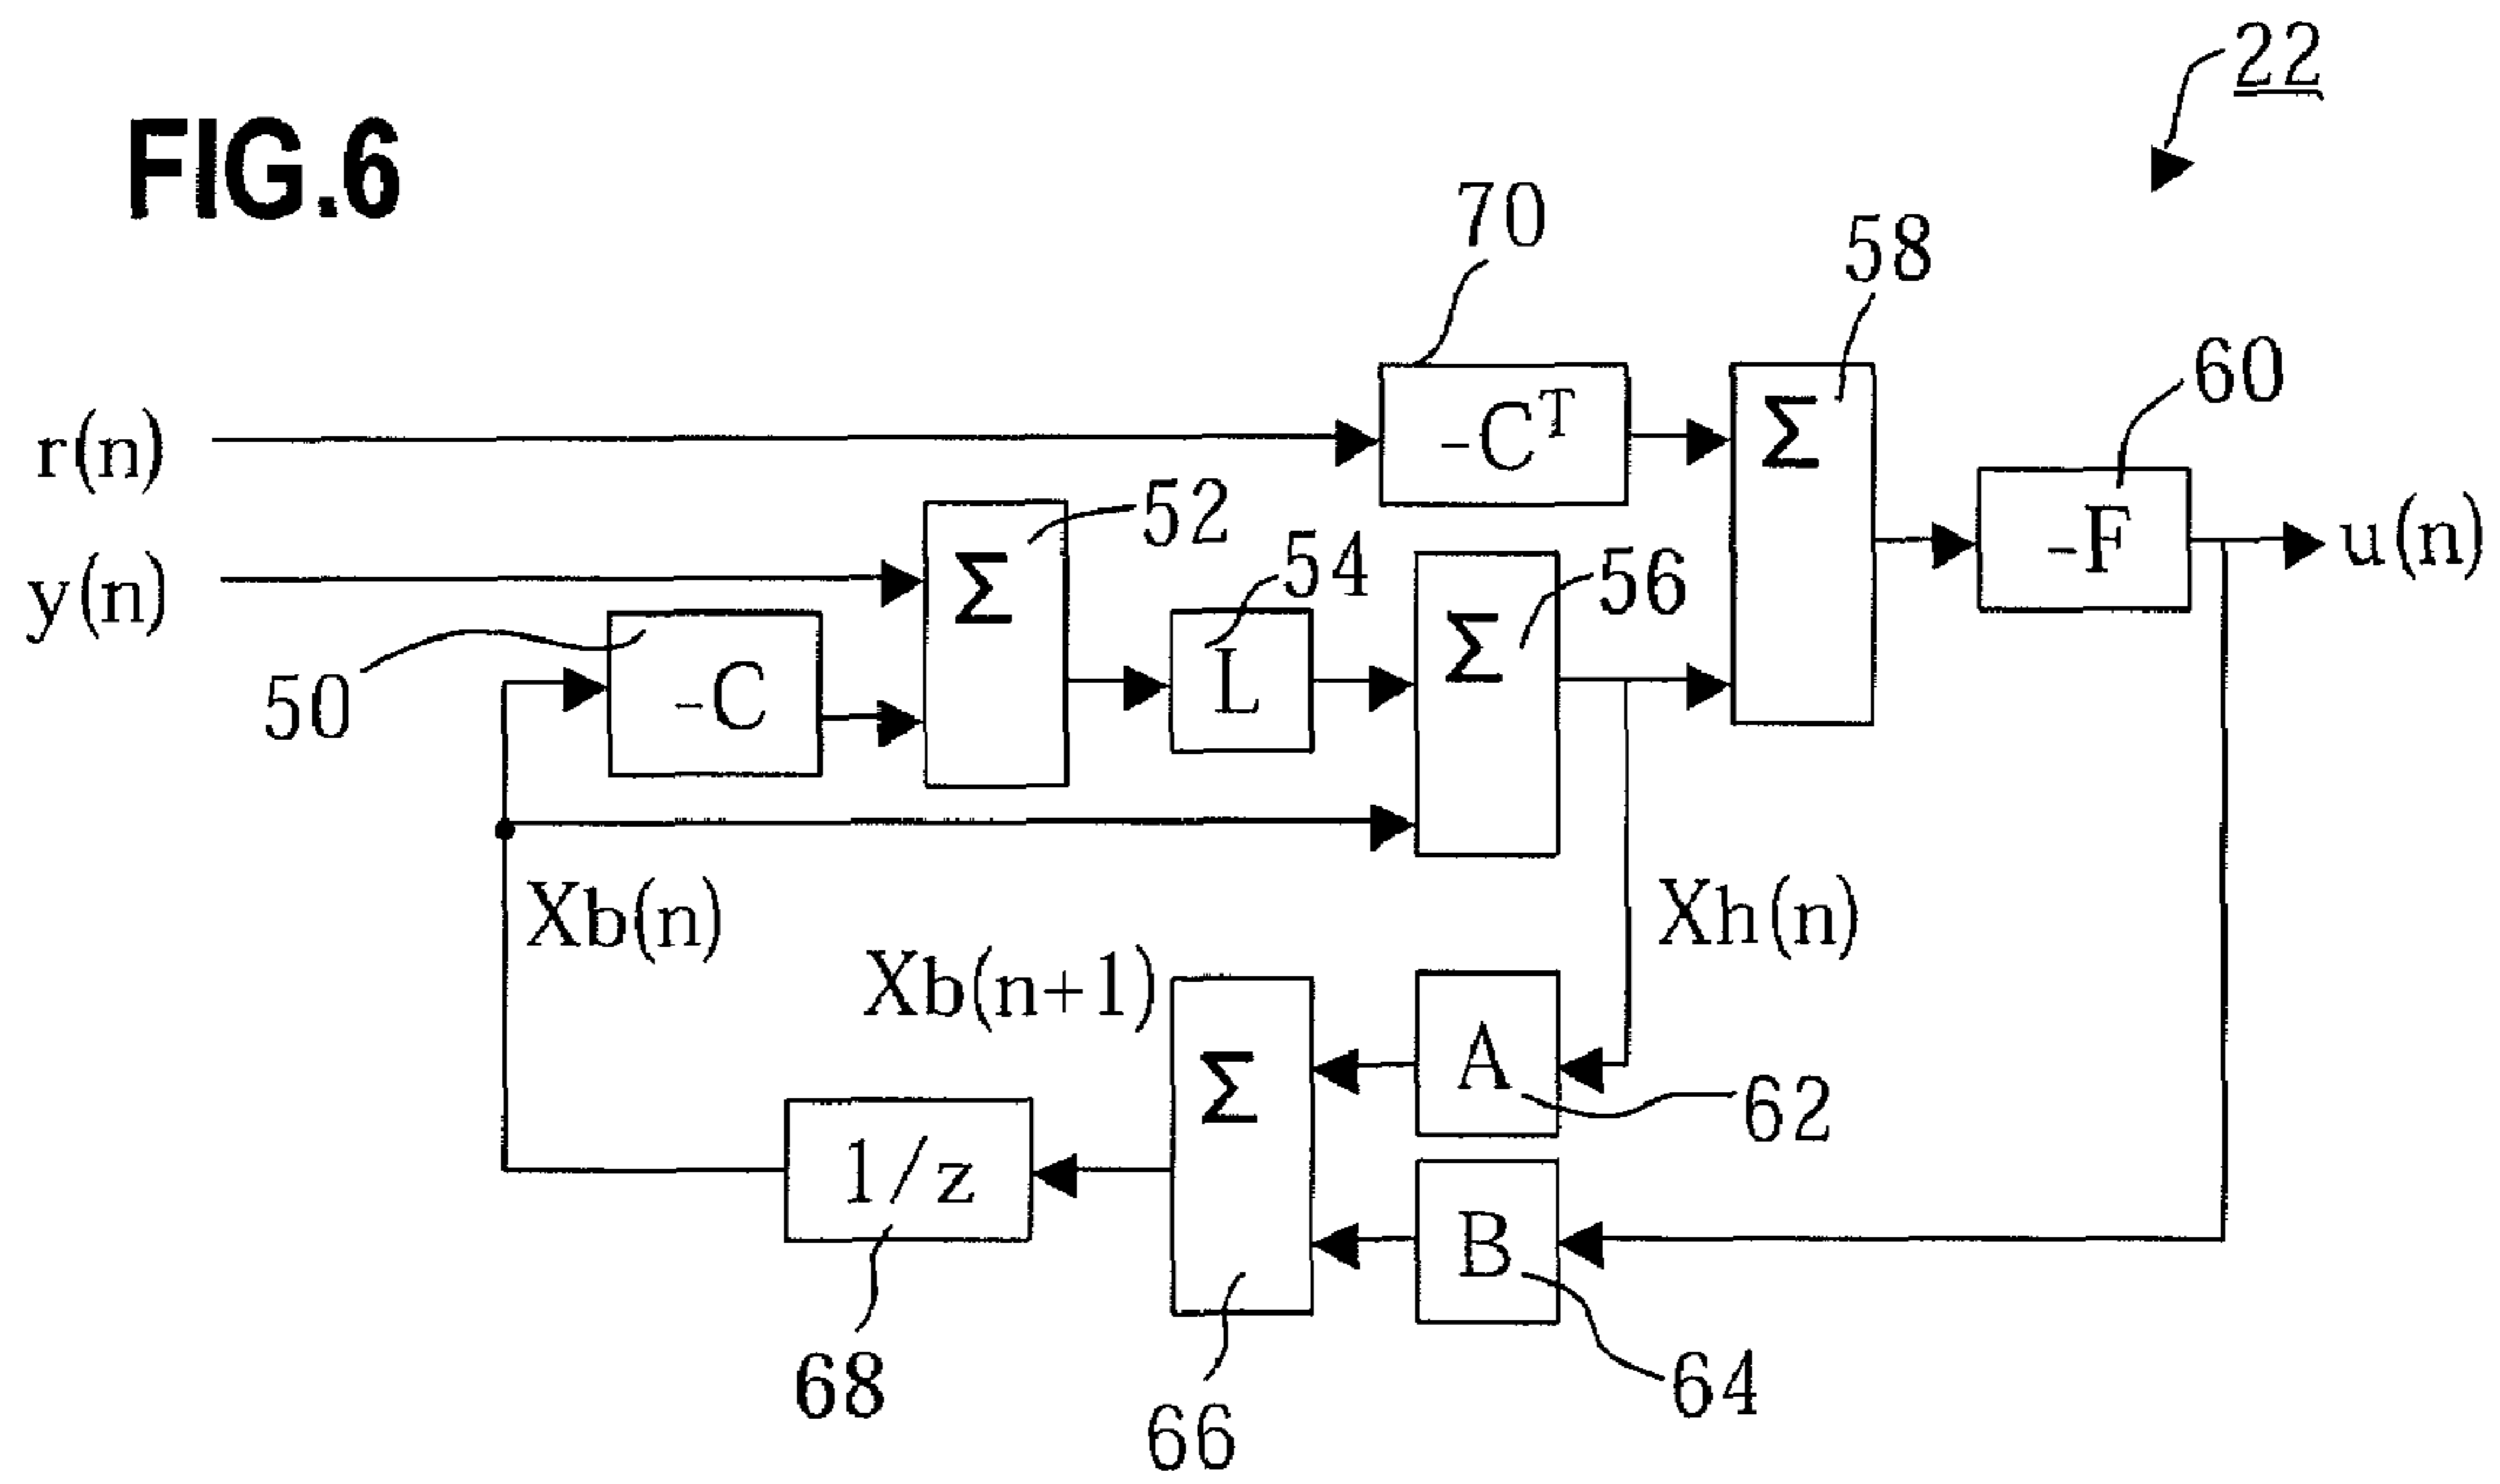 22
FIG.6
70
58
60
-C^T
Σ
r(n)
52
-F
u(n)
y(n)
Σ
54
56
Σ
50
-C
L
Xb(n)
Xh(n)
Xb(n+1)
Σ
A
62
1/z
B
68
66
64